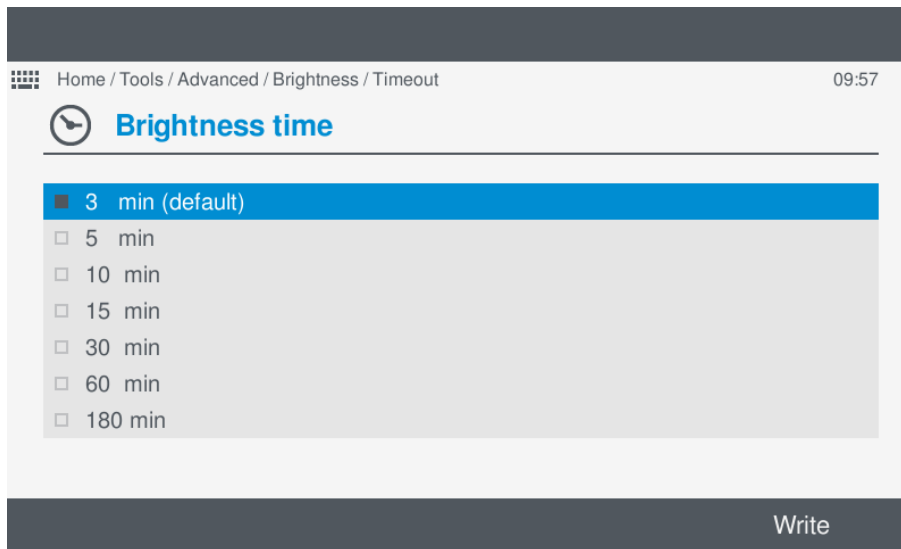 Home / Tools / Advanced / Brightness / Timeout 09:57
Brightness time
3 min (default)
5 min
10 min
15 min
30 min
60 min
180 min
Write